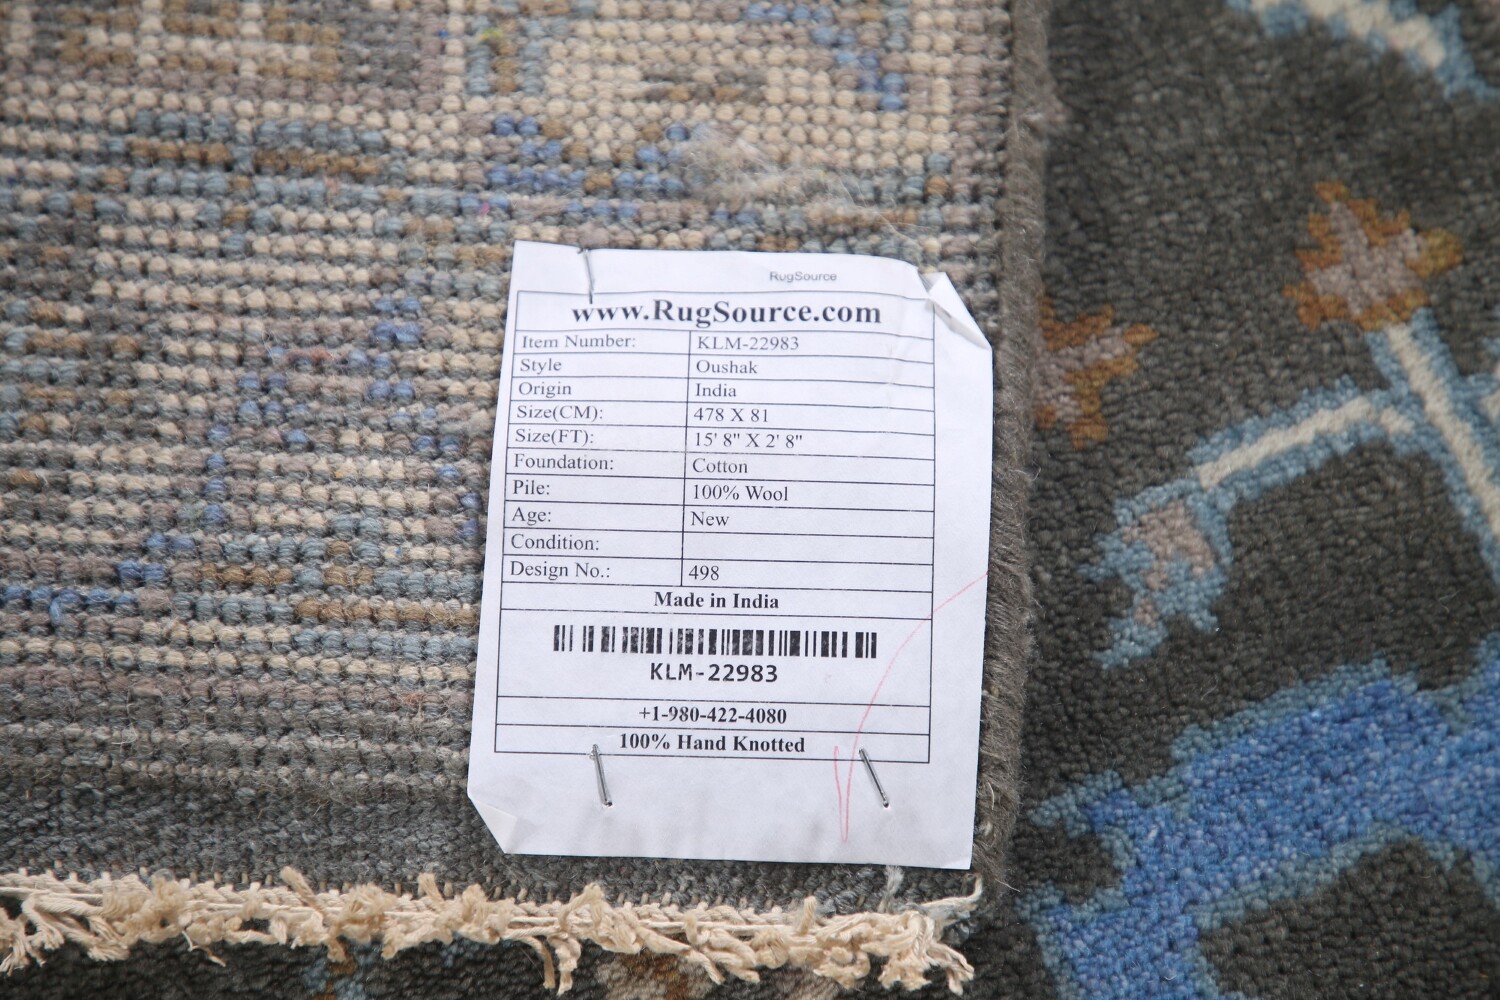 RugSource
www.RugSource.com
Item Number: KLM-22983
Style Oushak
Origin India
Size(CM): 478 X 81
Size(FT): 15' 8" X 2' 8"
Foundation: Cotton
Pile: 100% Wool
Age: New
Condition:
Design No.: 498
Made in India
KLM-22983
+1-980-422-4080
100% Hand Knotted